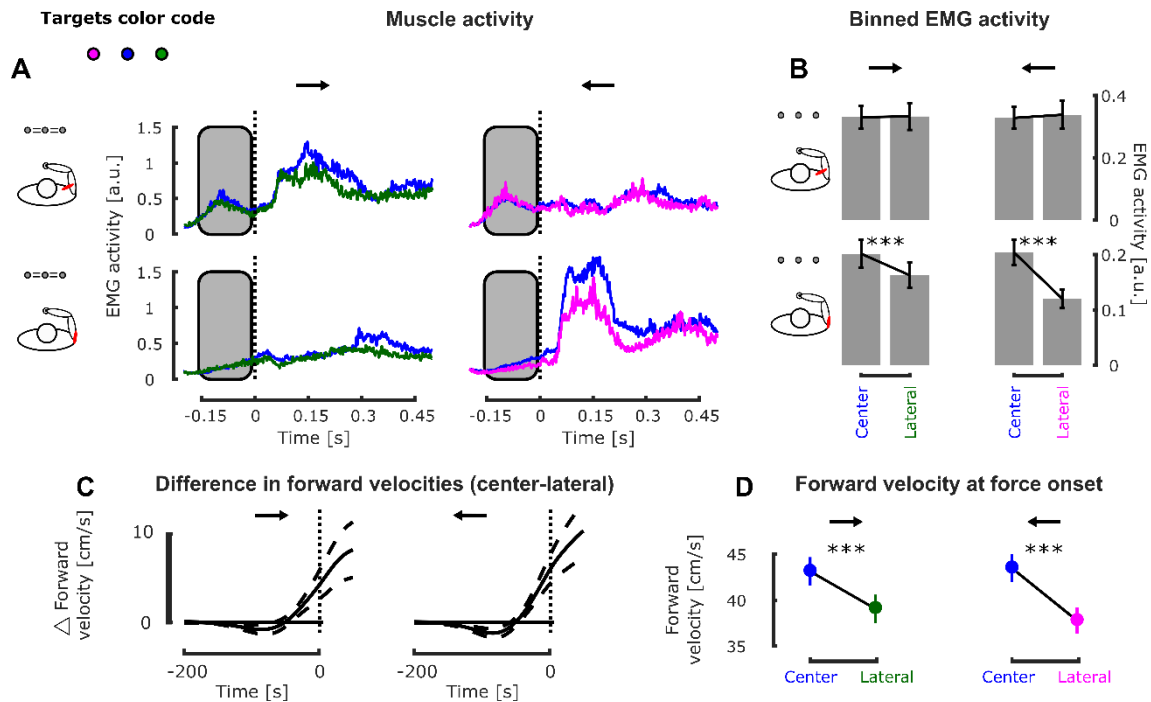 Targets color code
Muscle activity
Binned EMG activity
A
B
EMG activity [a.u.]
1.5
1
0.5
0
1.5
1
0.5
0
-0.15 0 0.15 0.3 0.45
Time [s]
-0.15 0 0.15 0.3 0.45
Time [s]
0.4
0.2
0
EMG activity [a.u.]
*** ***
0.2
0.1
0
Center Lateral
Center Lateral
C
Difference in forward velocities (center-lateral)
△ Forward
velocity [cm/s]
10
0
-200 0
Time [s]
-200 0
Time [s]
D
Forward velocity at force onset
Forward
velocity [cm/s]
*** ***
45
40
35
Center Lateral
Center Lateral